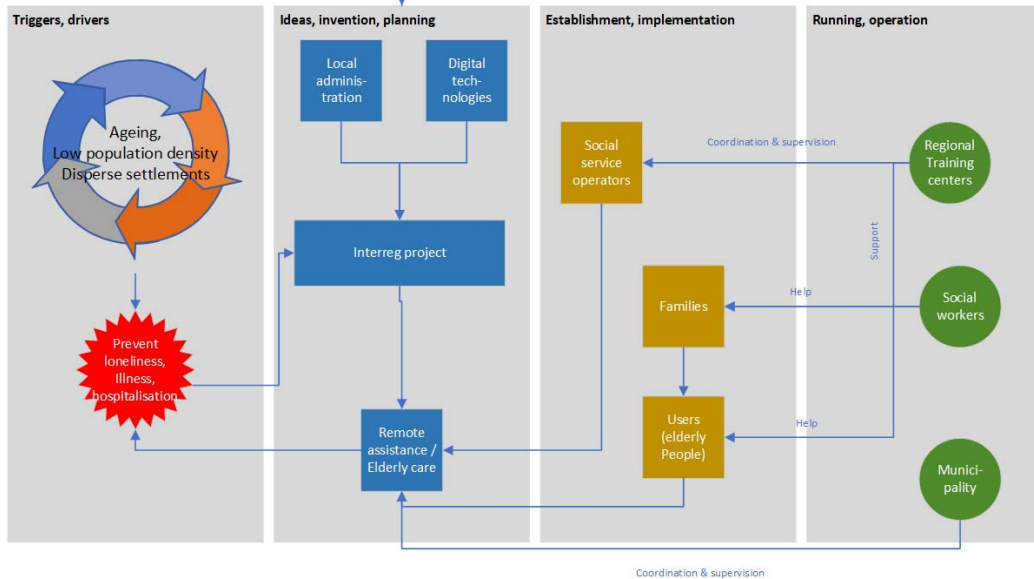 Triggers, drivers
Ageing,
Low population density
Disperse settlements
Prevent
loneliness,
Illness,
hospitalisation
Ideas, invention, planning
Local
adminis-
tration
Digital
tech-
nologies
Interreg project
Remote
assistance /
Elderly care
Establishment, implementation
Social
service
operators
Families
Users
(elderly
People)
Running, operation
Coordination & supervision
Regional
Training
centers
Support
Help
Social
workers
Help
Munici-
pality
Coordination & supervision